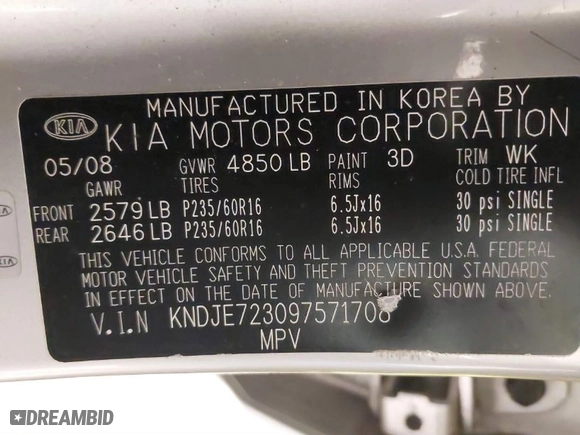 MANUFACTURED IN KOREA BY
KIA KIA MOTORS CORPORATION
05/08 GVWR 4850 LB PAINT 3D TRIM WK
GAWR TIRES RIMS COLD TIRE INFL
FRONT 2579 LB P235/60R16 6.5Jx16 30 psi SINGLE
REAR 2646 LB P235/60R16 6.5Jx16 30 psi SINGLE
THIS VEHICLE CONFORMS TO ALL APPLICABLE U.S.A. FEDERAL
MOTOR VEHICLE SAFETY AND THEFT PREVENTION STANDARDS
IN EFFECT ON THE DATE OF MANUFACTURE SHOWN ABOVE.
V.I.N KNDJE723097571708
MPV
DREAMBID